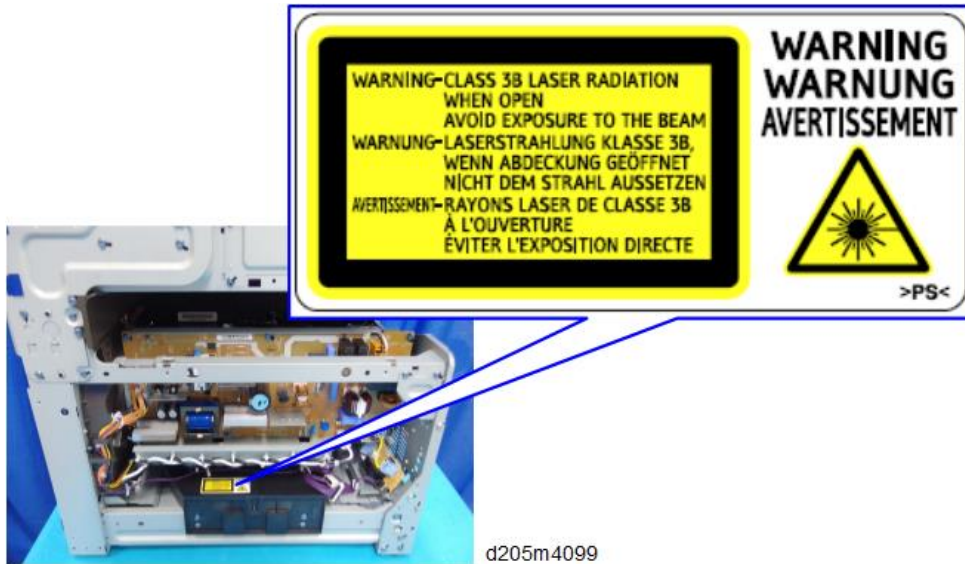 WARNING-CLASS 3B LASER RADIATION
WHEN OPEN
AVOID EXPOSURE TO THE BEAM
WARNUNG-LASERSTRAHLUNG KLASSE 3B,
WENN ABDECKUNG GEÖFFNET
NICHT DEM STRAHL AUSSETZEN
AVERTISSEMENT-RAYONS LASER DE CLASSE 3B
À L'OUVERTURE
ÉVITER L'EXPOSITION DIRECTE
WARNING
WARNUNG
AVERTISSEMENT
>PS<
d205m4099